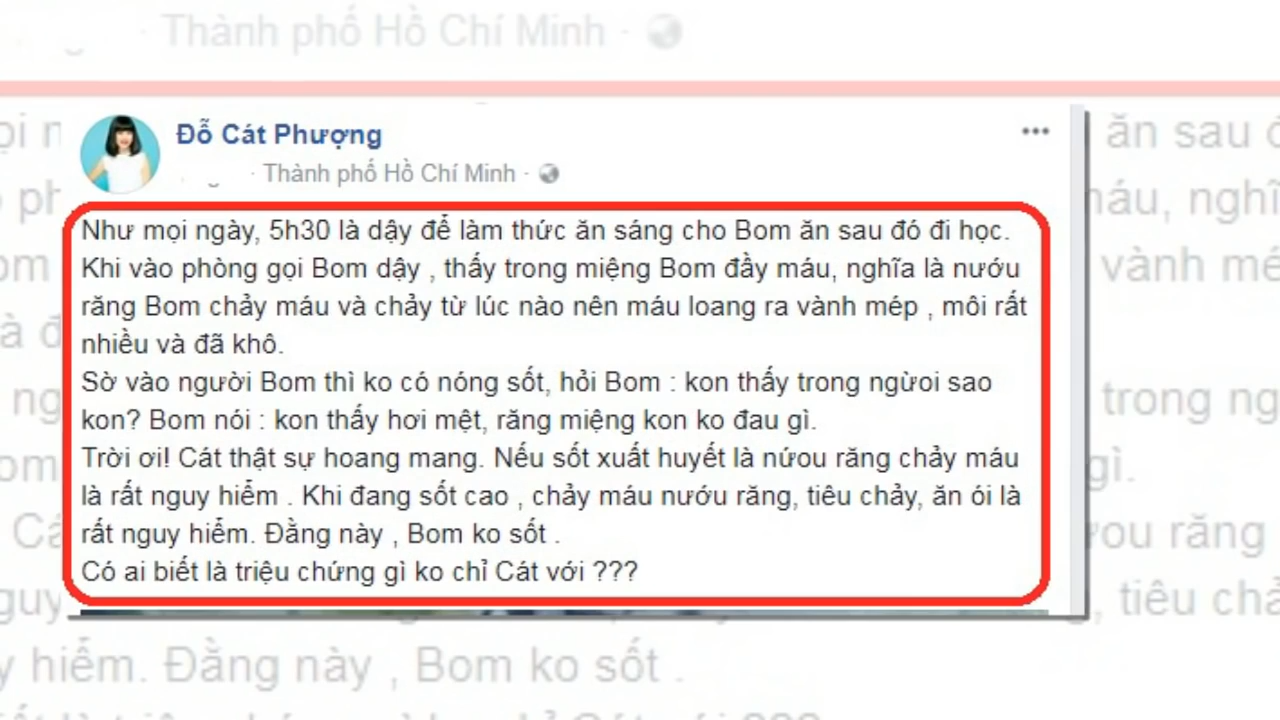 Thành phố Hồ Chí Minh ·
Đỗ Cát Phượng
· Thành phố Hồ Chí Minh ·
Như mọi ngày, 5h30 là dậy để làm thức ăn sáng cho Bom ăn sau đó đi học.
Khi vào phòng gọi Bom dậy , thấy trong miệng Bom đầy máu, nghĩa là nướu
răng Bom chảy máu và chảy từ lúc nào nên máu loang ra vành mép , môi rất
nhiều và đã khô.
Sờ vào người Bom thì ko có nóng sốt, hỏi Bom : kon thấy trong ngừoi sao
kon? Bom nói : kon thấy hơi mệt, răng miệng kon ko đau gì.
Trời ơi! Cát thật sự hoang mang. Nếu sốt xuất huyết là nứou răng chảy máu
là rất nguy hiểm . Khi đang sốt cao , chảy máu nướu răng, tiêu chảy, ăn ói là
rất nguy hiểm. Đằng này , Bom ko sốt .
Có ai biết là triệu chứng gì ko chỉ Cát với ???
ăn sau
vành
trong
gì.
răng
, tiêu
hiểm. Đằng này , Bom ko sốt .